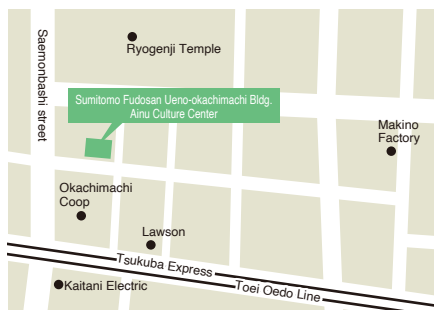 Ryogenji Temple
Saemonbashi street
Sumitomo Fudosan Ueno-okachimachi Bldg.
Ainu Culture Center
Makino
Factory
Okachimachi
Coop
Lawson
Tsukuba Express
Toei Oedo Line
Kaitani Electric